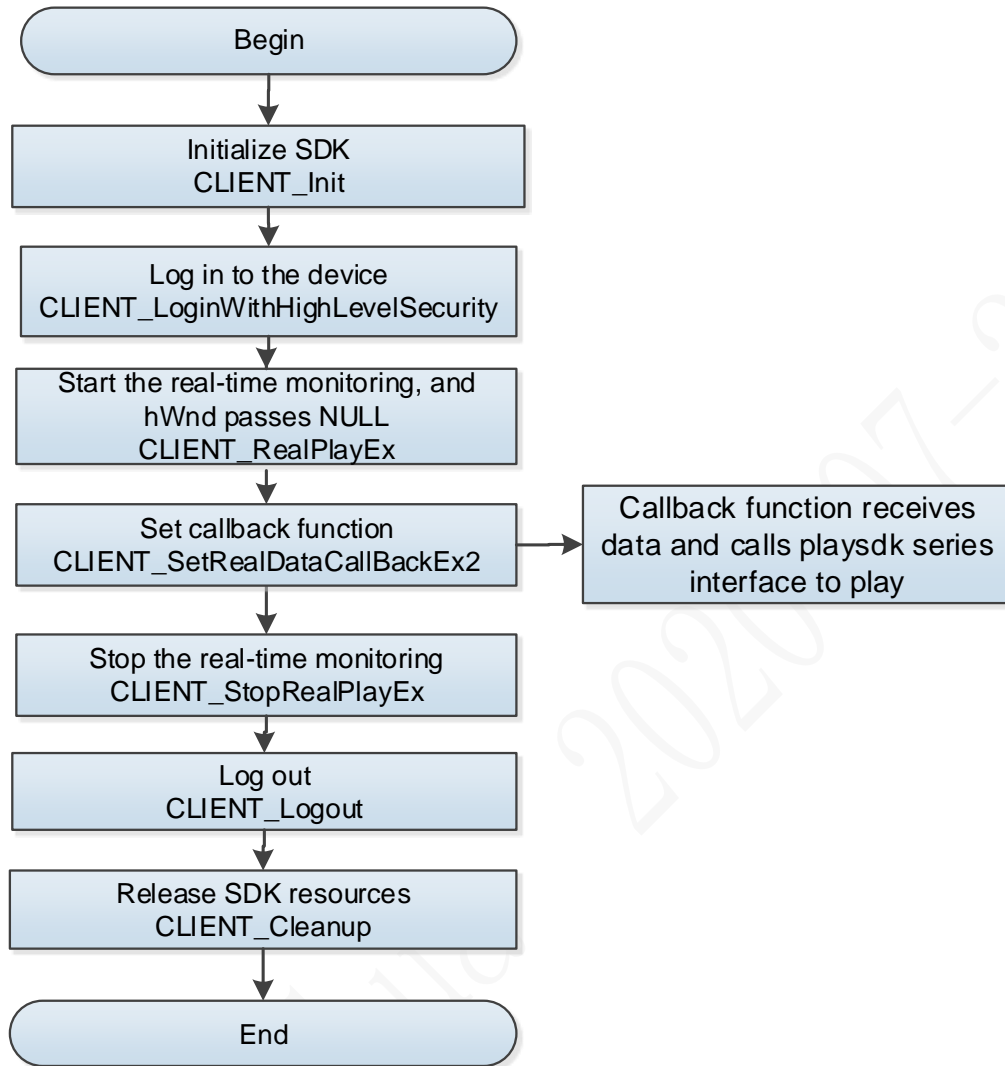 Begin
Initialize SDK
CLIENT_Init
Log in to the device
CLIENT_LoginWithHighLevelSecurity
Start the real-time monitoring, and
hWnd passes NULL
CLIENT_RealPlayEx
Set callback function
CLIENT_SetRealDataCallBackEx2
Callback function receives
data and calls playsdk series
interface to play
Stop the real-time monitoring
CLIENT_StopRealPlayEx
Log out
CLIENT_Logout
Release SDK resources
CLIENT_Cleanup
End